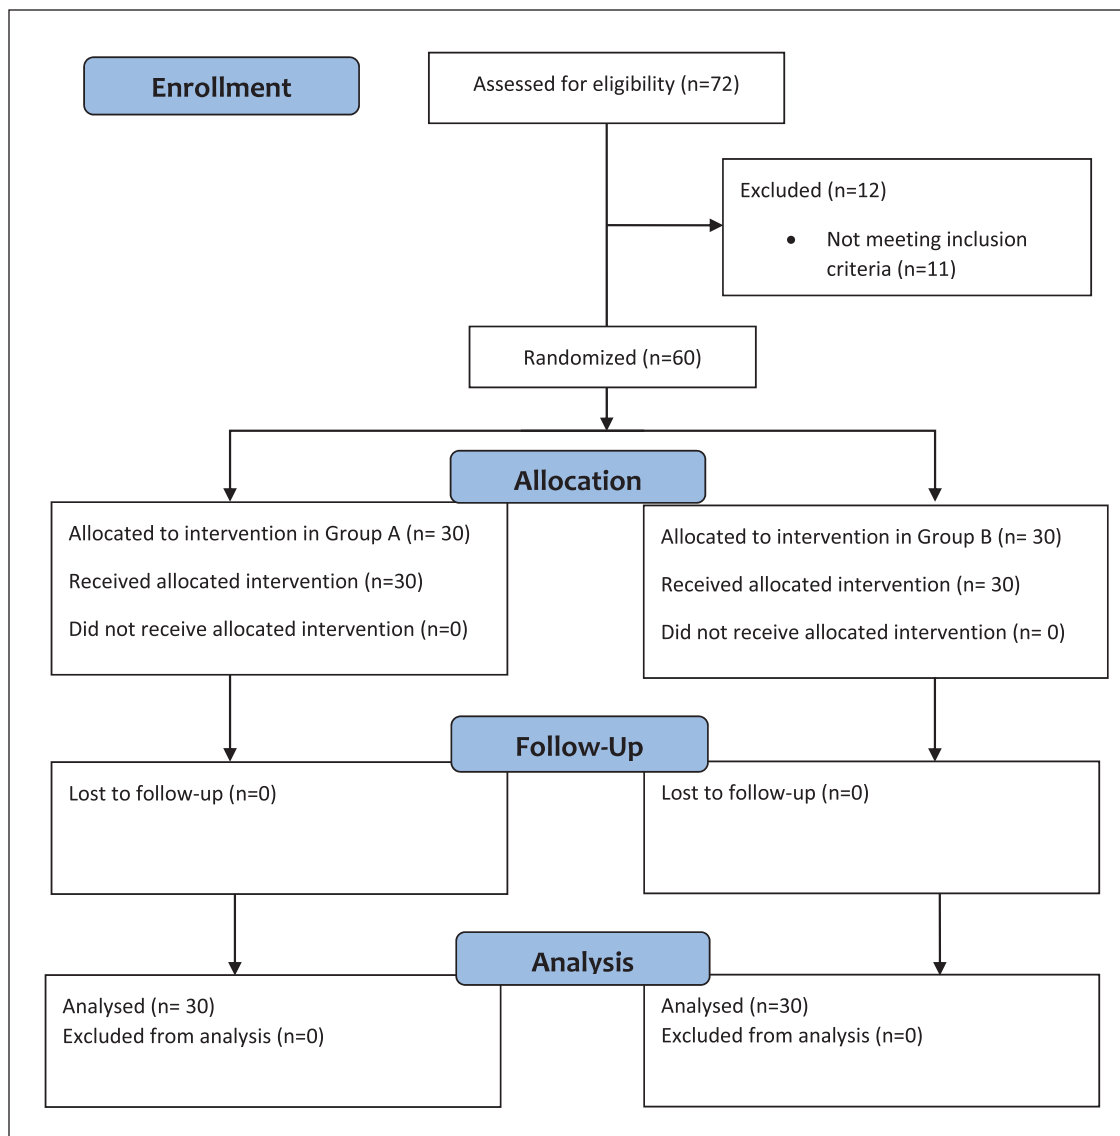 Enrollment
Assessed for eligibility (n=72)
Excluded (n=12)
• Not meeting inclusion
criteria (n=11)
Randomized (n=60)
Allocation
Allocated to intervention in Group A (n= 30)
Received allocated intervention (n=30)
Did not receive allocated intervention (n=0)
Allocated to intervention in Group B (n= 30)
Received allocated intervention (n= 30)
Did not receive allocated intervention (n= 0)
Follow-Up
Lost to follow-up (n=0)
Lost to follow-up (n=0)
Analysis
Analysed (n= 30)
Excluded from analysis (n=0)
Analysed (n=30)
Excluded from analysis (n=0)